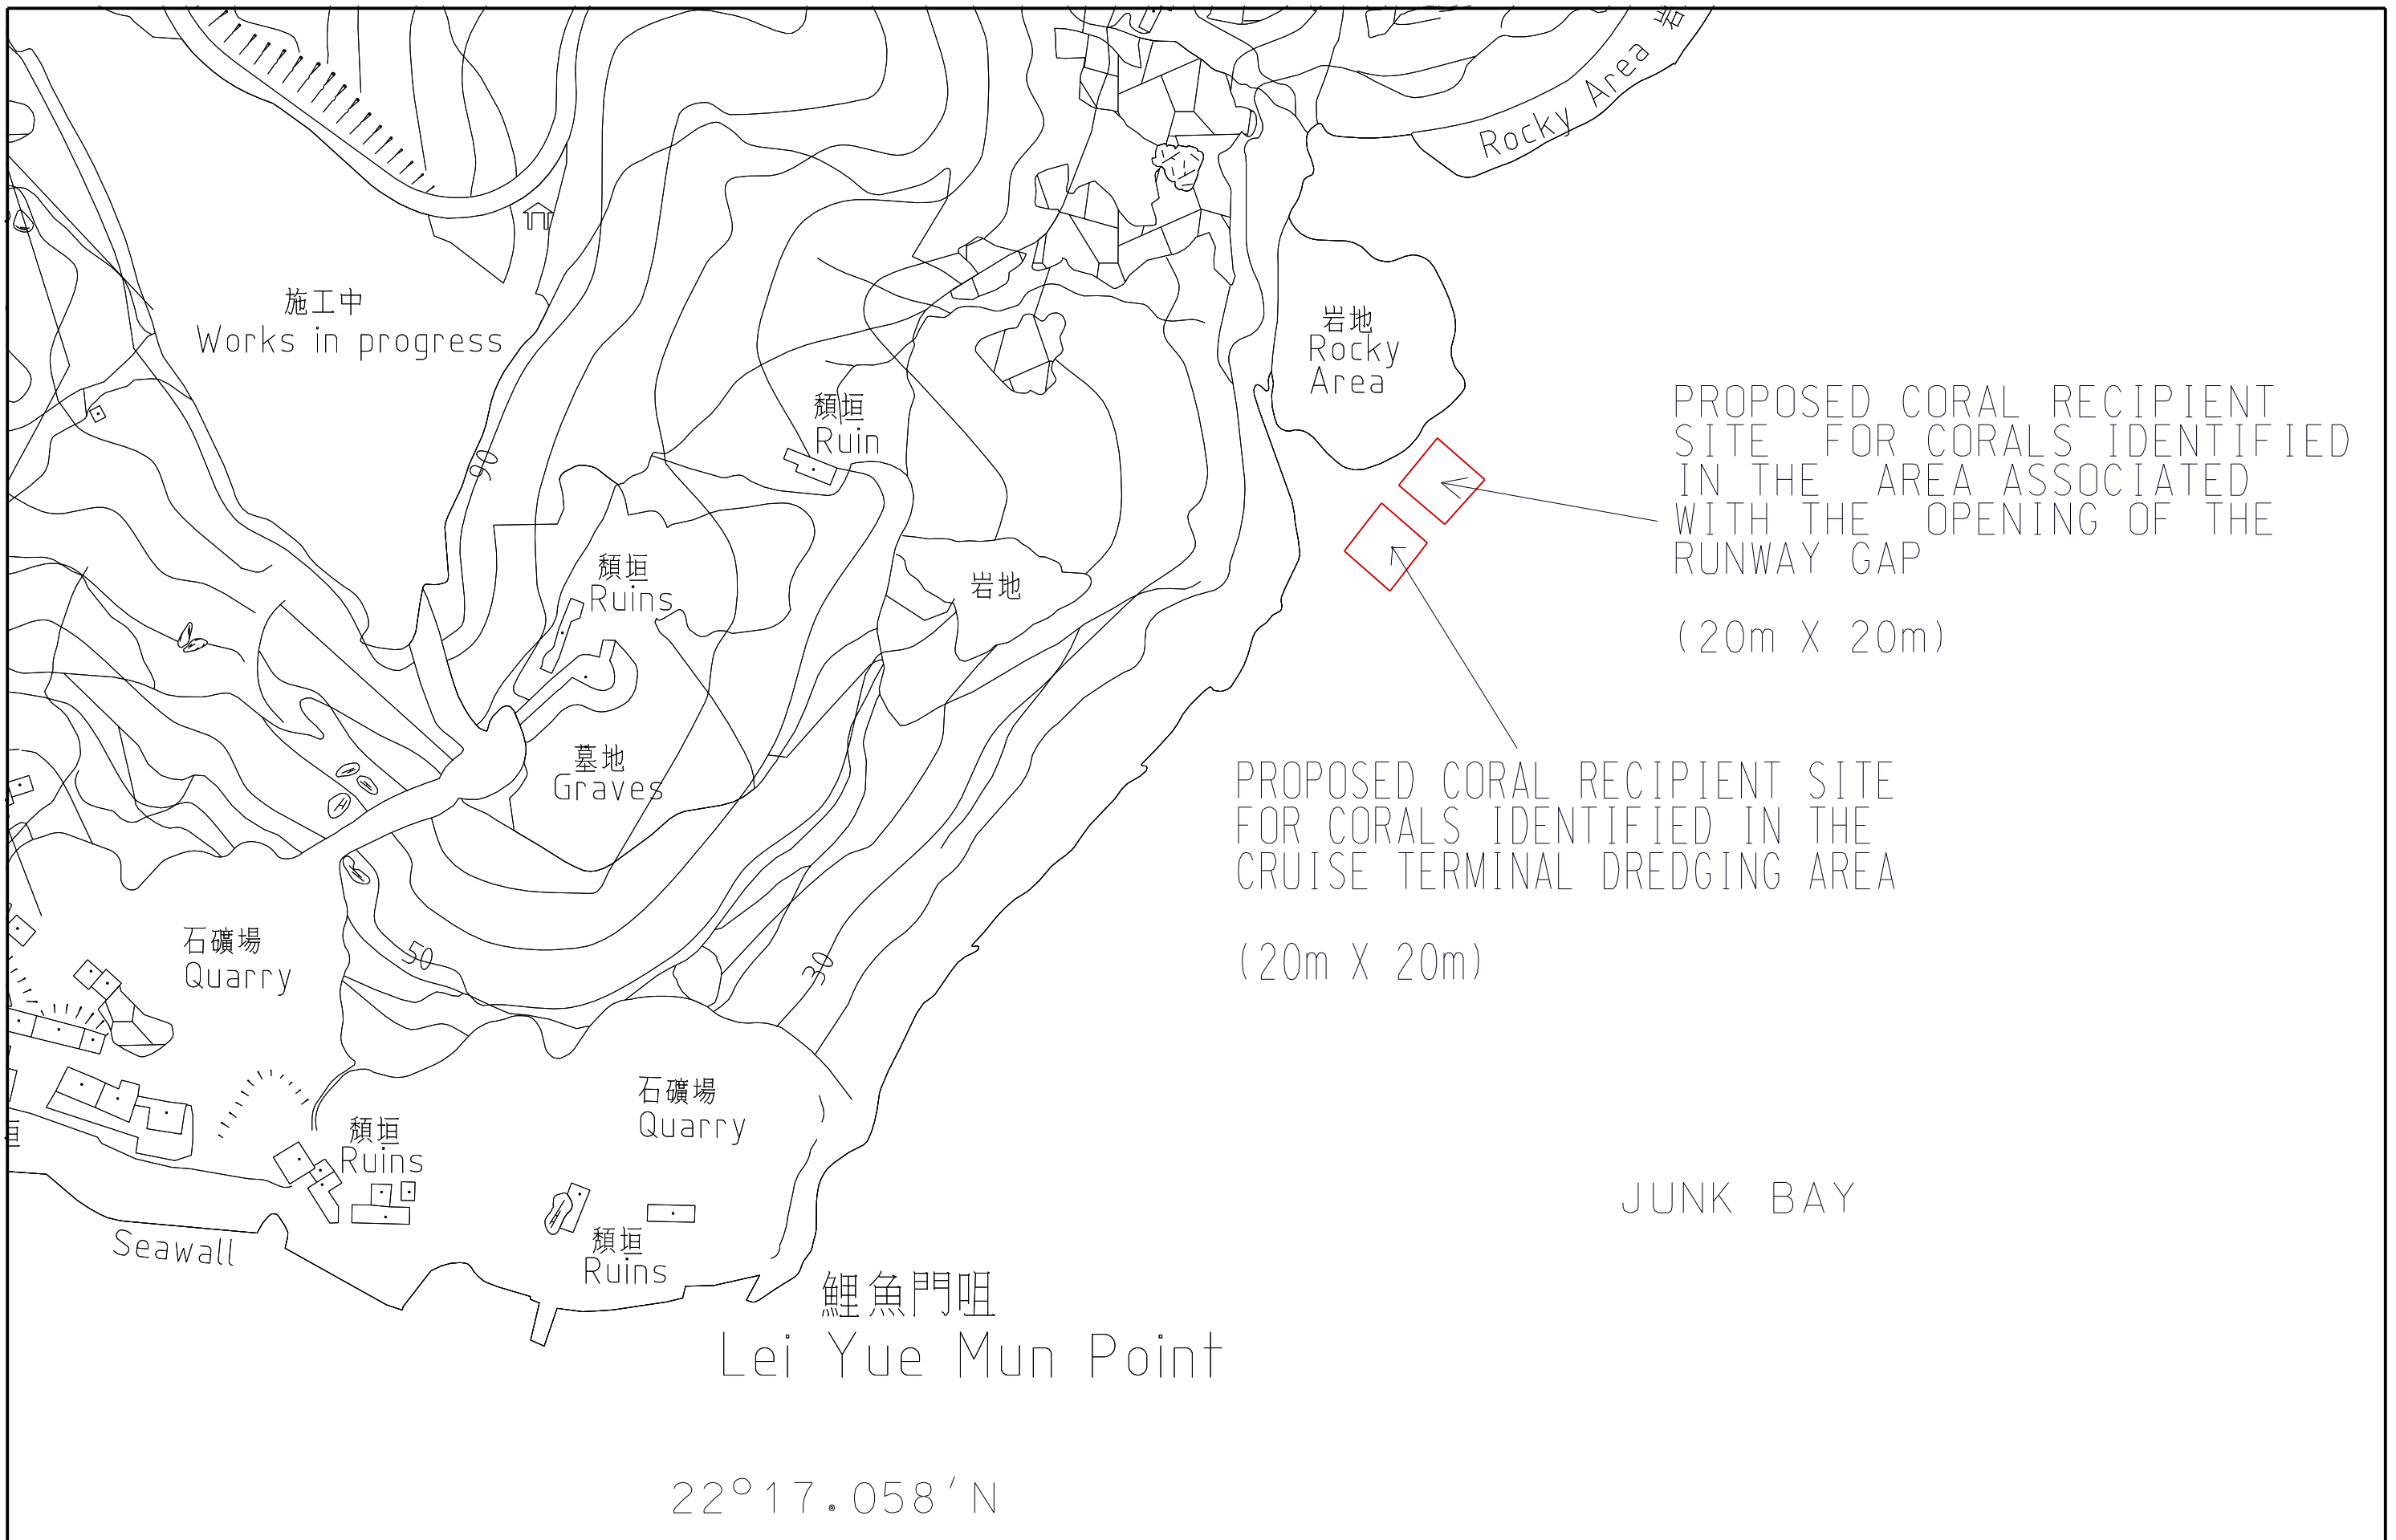 Rocky Area 岩
施工中
Works in progress
岩地
Rocky
Area
頹垣
Ruin
90
PROPOSED CORAL RECIPIENT
SITE FOR CORALS IDENTIFIED
IN THE AREA ASSOCIATED
WITH THE OPENING OF THE
RUNWAY GAP
(20m X 20m)
頹垣
Ruins
岩地
墓地
Graves
PROPOSED CORAL RECIPIENT SITE
FOR CORALS IDENTIFIED IN THE
CRUISE TERMINAL DREDGING AREA
(20m X 20m)
石礦場
Quarry
50
30
石礦場
Quarry
垣
頹垣
Ruins
JUNK BAY
Seawall
頹垣
Ruins
鯉魚門咀
Lei Yue Mun Point
22°17.058'N